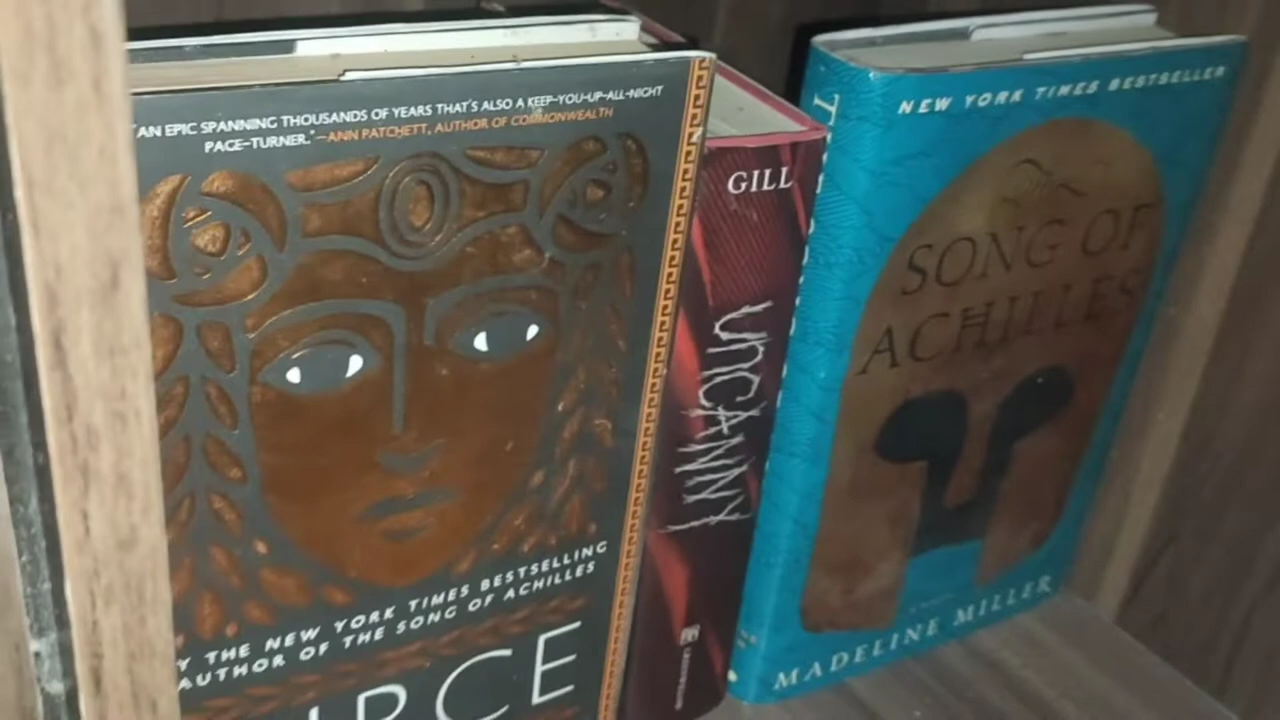 "AN EPIC SPANNING THOUSANDS OF YEARS THAT'S ALSO A KEEP-YOU-UP-ALL-NIGHT
PAGE-TURNER."—ANN PATCHETT, AUTHOR OF COMMONWEALTH
Y THE NEW YORK TIMES BESTSELLING
AUTHOR OF THE SONG OF ACHILLES
IRCE
GILL
UNCANNY
NEW YORK TIMES BESTSELLER
The
SONG OF
ACHILLES
MADELINE MILLER